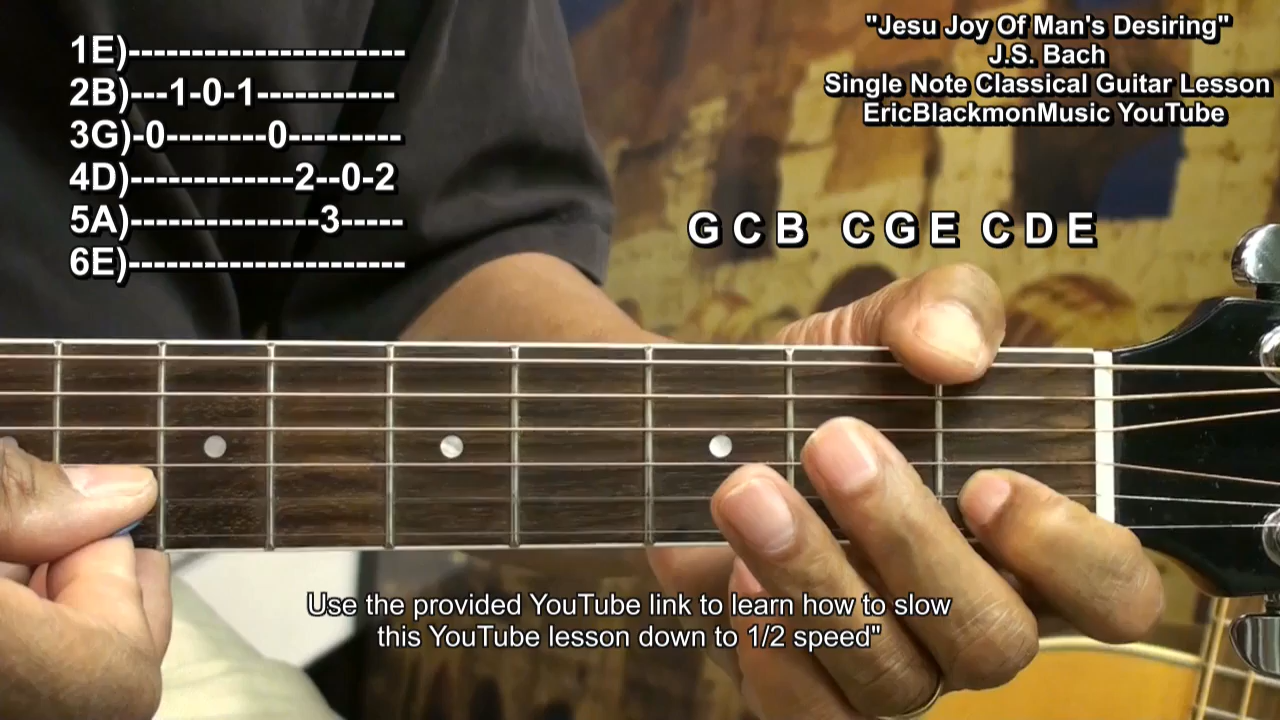 1E)----------------------
2B)---1-0-1-----------
3G)-0--------0---------
4D)-------------2--0-2
5A)---------------3-----
6E)----------------------
"Jesu Joy Of Man's Desiring"
J.S. Bach
Single Note Classical Guitar Lesson
EricBlackmonMusic YouTube
G C B C G E C D E
Use the provided YouTube link to learn how to slow
this YouTube lesson down to 1/2 speed"